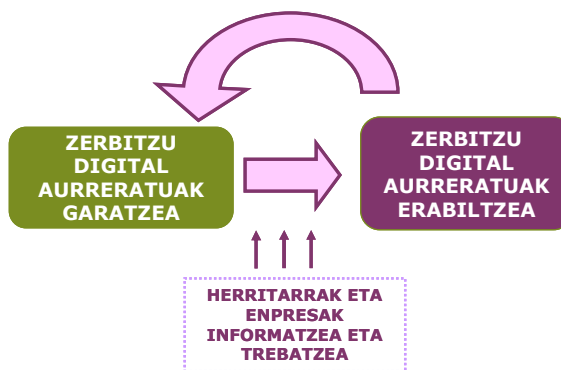 ZERBITZU
DIGITAL
AURRERATUAK
GARATZEA
ZERBITZU
DIGITAL
AURRERATUAK
ERABILTZEA
HERRITARRAK ETA
ENPRESAK
INFORMATZEA ETA
TREBATZEA